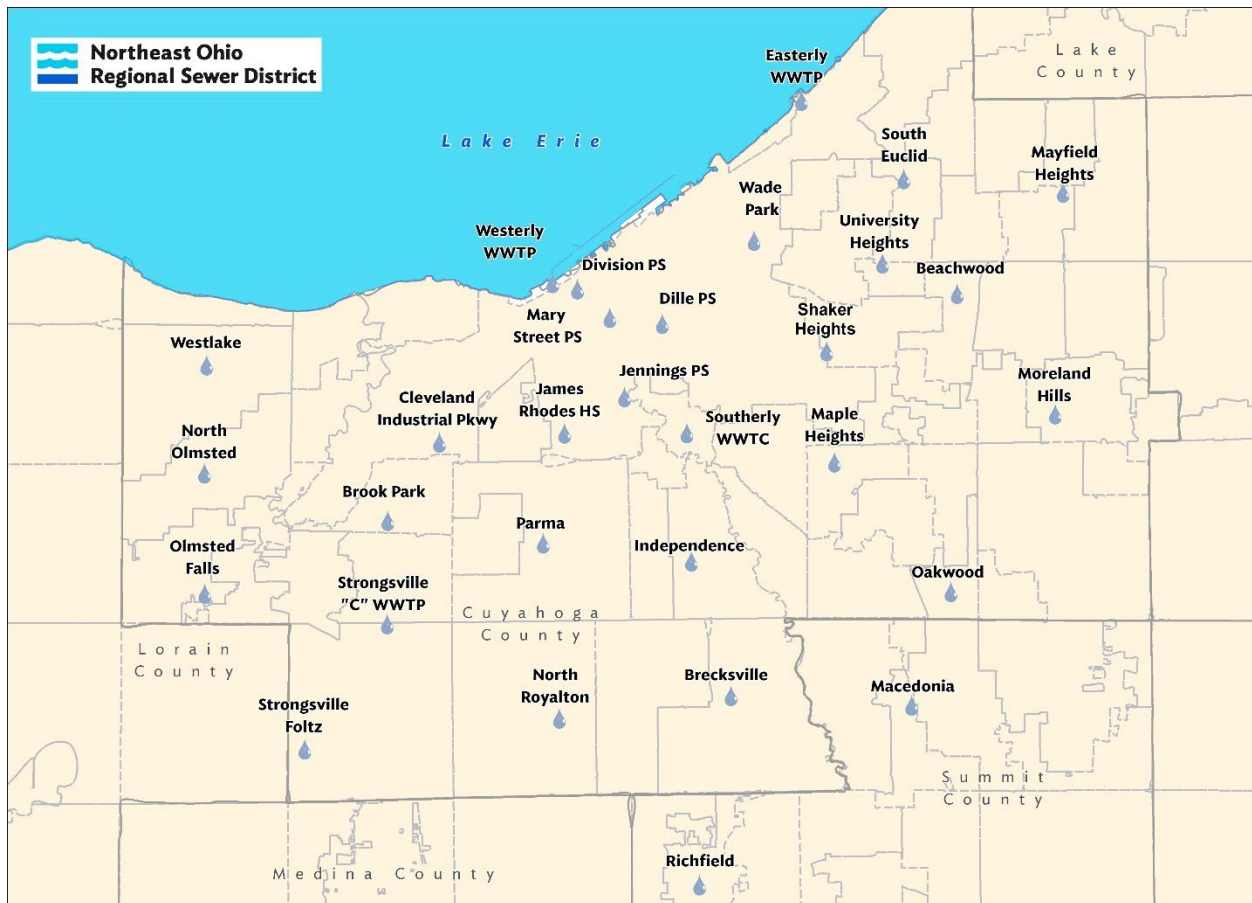 Northeast Ohio
Regional Sewer District
Lake Erie
Easterly
WWTP
Lake
County
South
Euclid
Mayfield
Heights
Wade
Park
University
Heights
Westerly
WWTP
Division PS
Beachwood
Dille PS
Mary
Street PS
Shaker
Heights
Westlake
Jennings PS
Moreland
Hills
James
Rhodes HS
Cleveland
Industrial Pkwy
Southerly
WWTC
Maple
Heights
North
Olmsted
Brook Park
Parma
Olmsted
Falls
Independence
Oakwood
Strongsville
"C" WWTP
Cuyahoga
County
Lorain
County
North
Royalton
Brecksville
Macedonia
Strongsville
Foltz
Summit
County
Richfield
Medina County